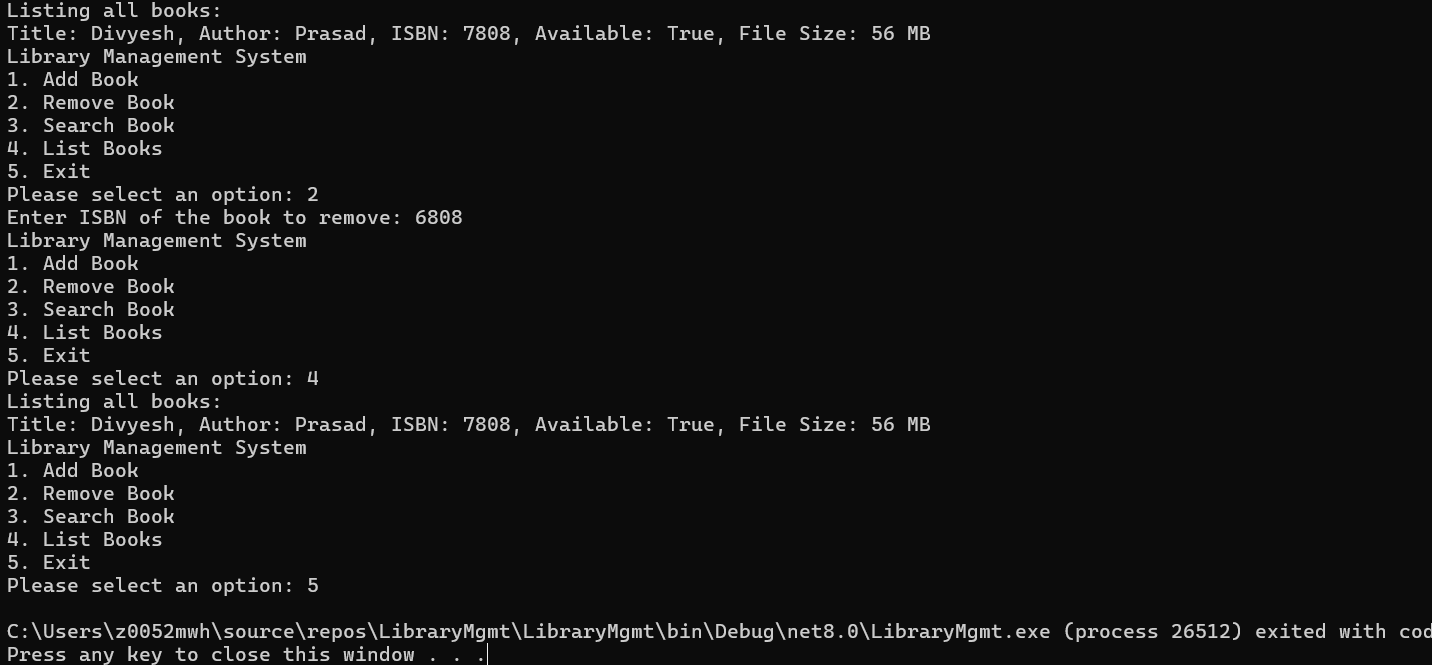 Listing all books:
Title: Divyesh, Author: Prasad, ISBN: 7808, Available: True, File Size: 56 MB
Library Management System
1. Add Book
2. Remove Book
3. Search Book
4. List Books
5. Exit
Please select an option: 2
Enter ISBN of the book to remove: 6808
Library Management System
1. Add Book
2. Remove Book
3. Search Book
4. List Books
5. Exit
Please select an option: 4
Listing all books:
Title: Divyesh, Author: Prasad, ISBN: 7808, Available: True, File Size: 56 MB
Library Management System
1. Add Book
2. Remove Book
3. Search Book
4. List Books
5. Exit
Please select an option: 5
C:\Users\z0052mwh\source\repos\LibraryMgmt\LibraryMgmt\bin\Debug\net8.0\LibraryMgmt.exe (process 26512) exited with cod
Press any key to close this window . . .